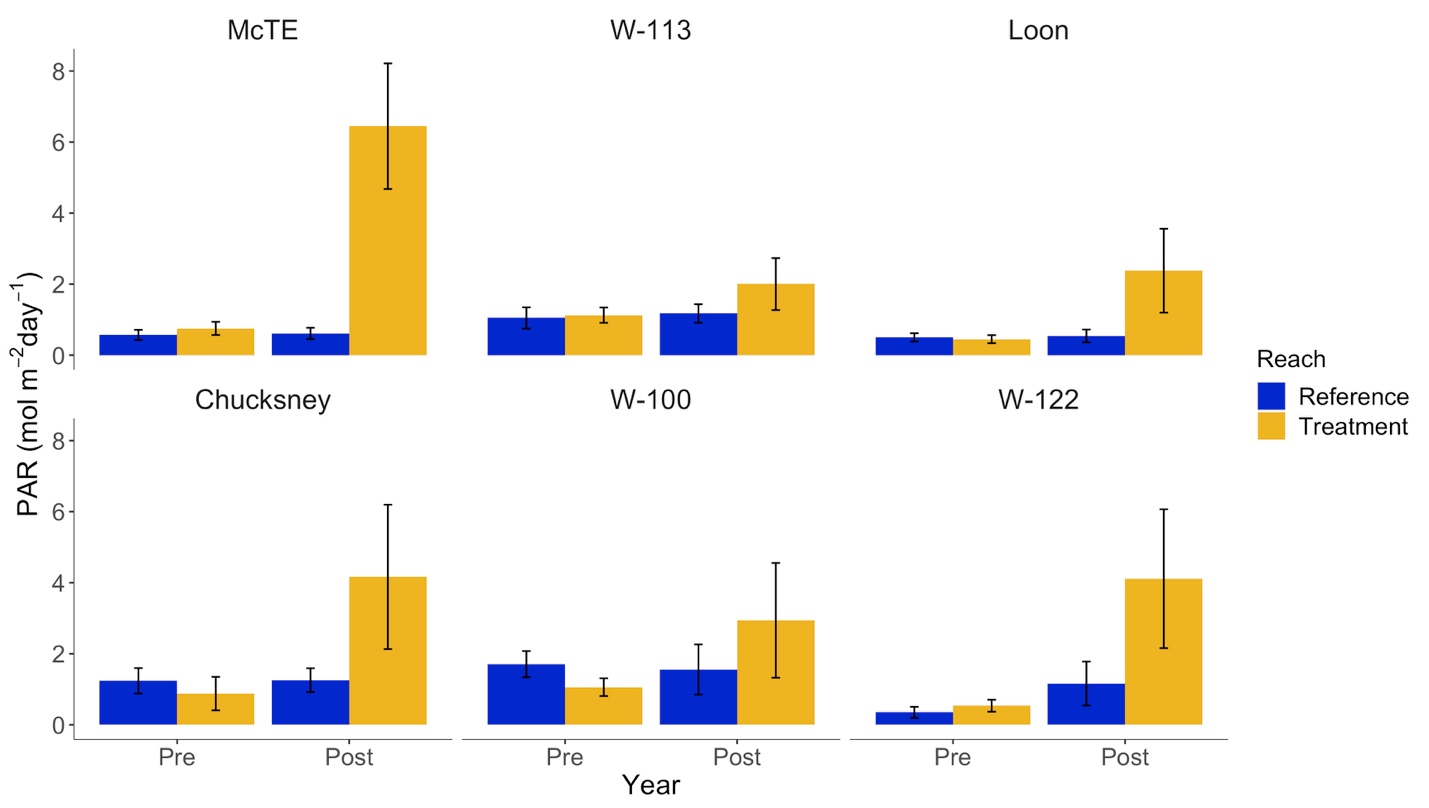 McTE W-113 Loon
8
6
4
2
0
Chucksney W-100 W-122
8
6
4
2
0
PAR (mol m⁻²day⁻¹)
Pre Post Pre Post Pre Post
Year
Reach
Reference
Treatment